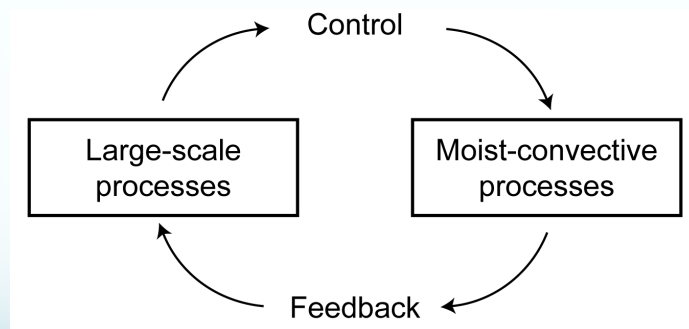 Control
Large-scale
processes
Moist-convective
processes
Feedback